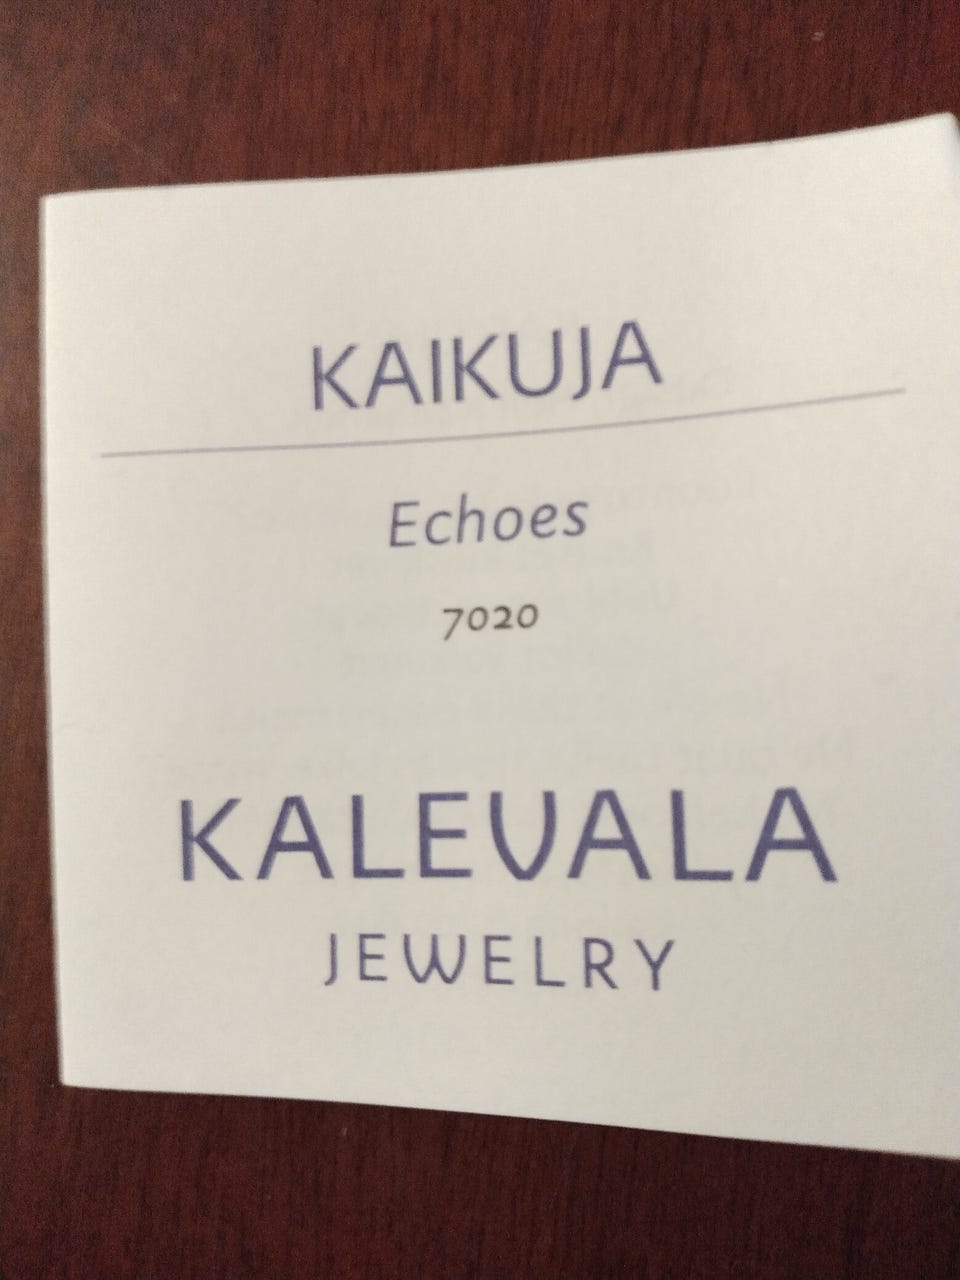 KAIKUJA
Echoes
7020
KALEVALA
JEWELRY